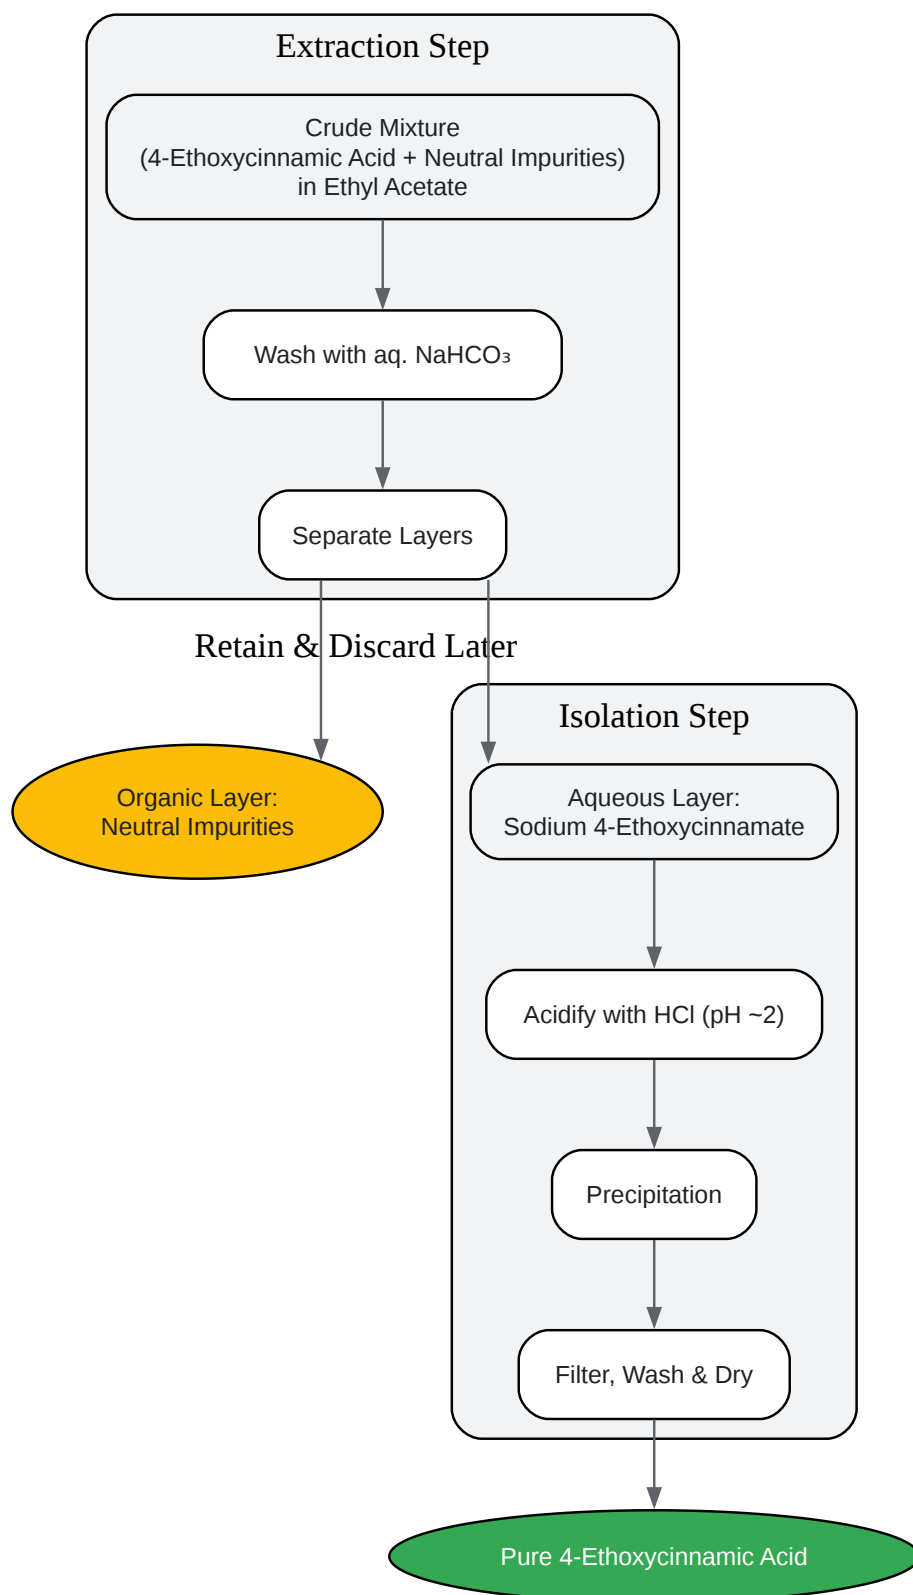 Extraction Step
Crude Mixture
(4-Ethoxycinnamic Acid + Neutral Impurities)
in Ethyl Acetate
Wash with aq. NaHCO₃
Separate Layers
Retain & Discard Later
Organic Layer:
Neutral Impurities
Isolation Step
Aqueous Layer:
Sodium 4-Ethoxycinnamate
Acidify with HCl (pH ~2)
Precipitation
Filter, Wash & Dry
Pure 4-Ethoxycinnamic Acid